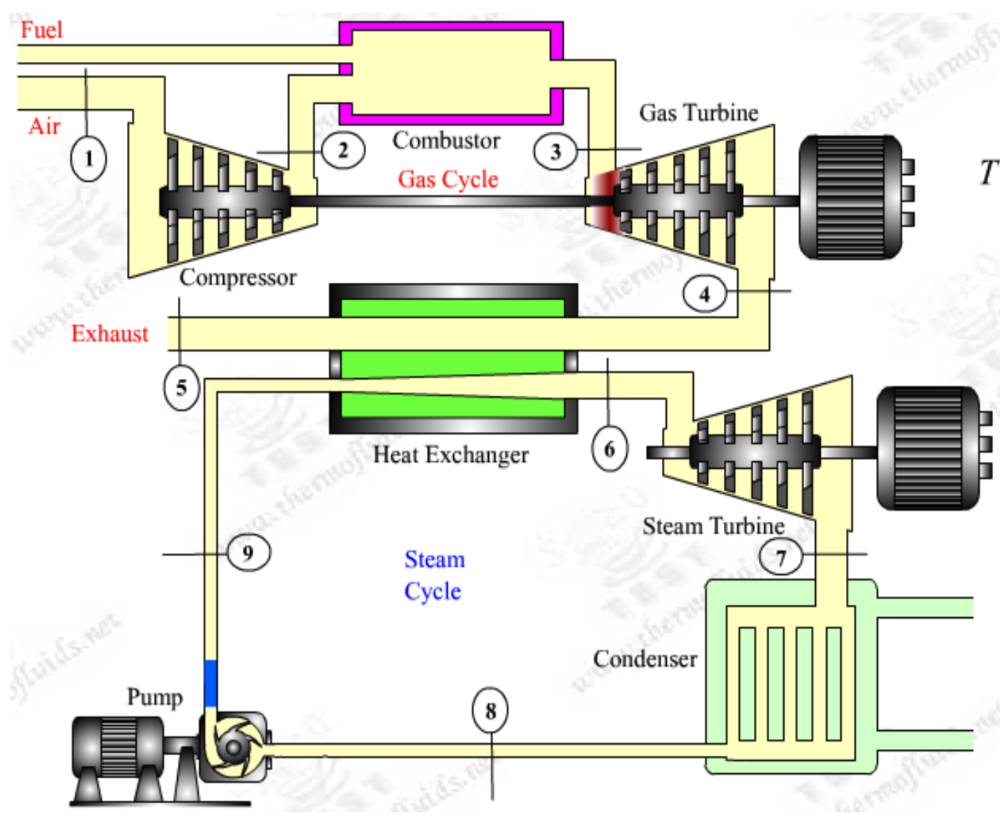 Fuel
Air
1
2
Combustor
3
Gas Turbine
T
Gas Cycle
Compressor
4
Exhaust
5
Heat Exchanger
6
Steam Turbine
9
Steam
Cycle
7
Condenser
Pump
8